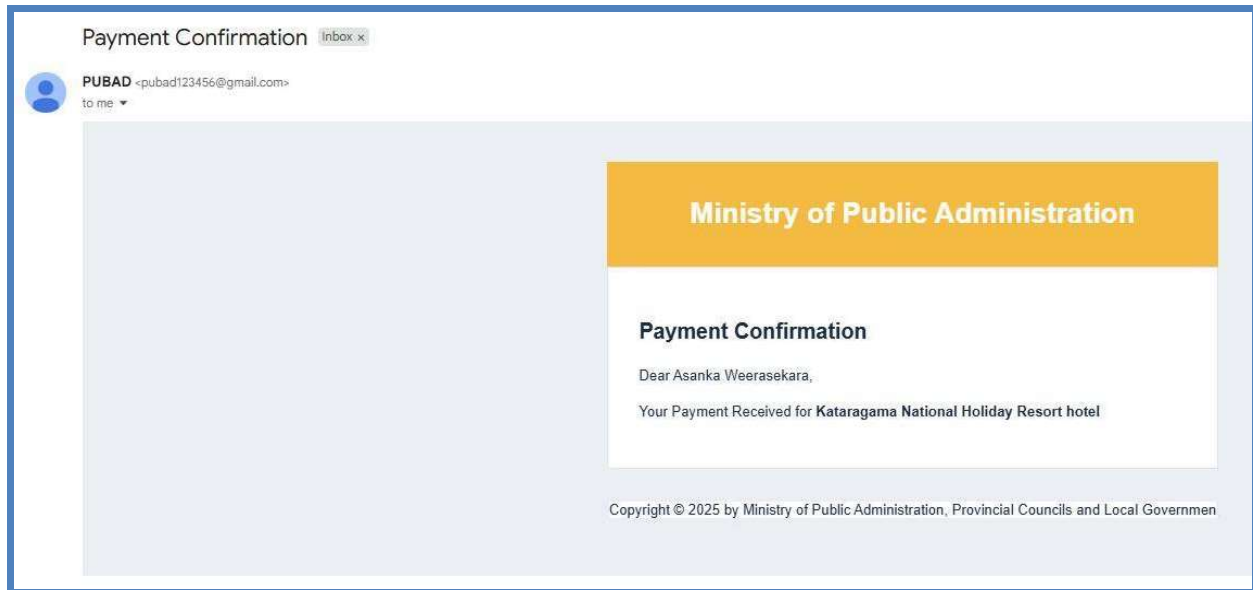 Payment Confirmation Inbox x
PUBAD <pubad123456@gmail.com>
to me
Ministry of Public Administration
Payment Confirmation
Dear Asanka Weerasekara,
Your Payment Received for Kataragama National Holiday Resort hotel
Copyright © 2025 by Ministry of Public Administration, Provincial Councils and Local Governmen